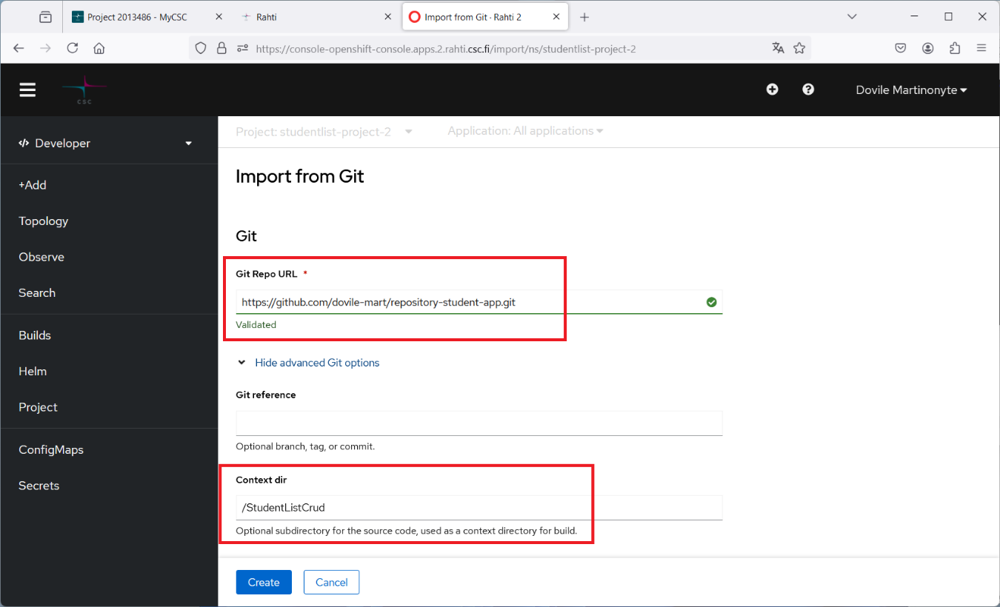 Project 2013486 - MyCSC
Rahti
Import from Git · Rahti 2
https://console-openshift-console.apps.2.rahti.csc.fi/import/ns/studentlist-project-2
CSC
Dovile Martinonyte
Developer
Project: studentlist-project-2 Application: All applications
+Add
Topology
Observe
Search
Builds
Helm
Project
ConfigMaps
Secrets
Import from Git
Git
Git Repo URL *
https://github.com/dovile-mart/repository-student-app.git
Validated
Hide advanced Git options
Git reference
Optional branch, tag, or commit.
Context dir
/StudentListCrud
Optional subdirectory for the source code, used as a context directory for build.
Create Cancel